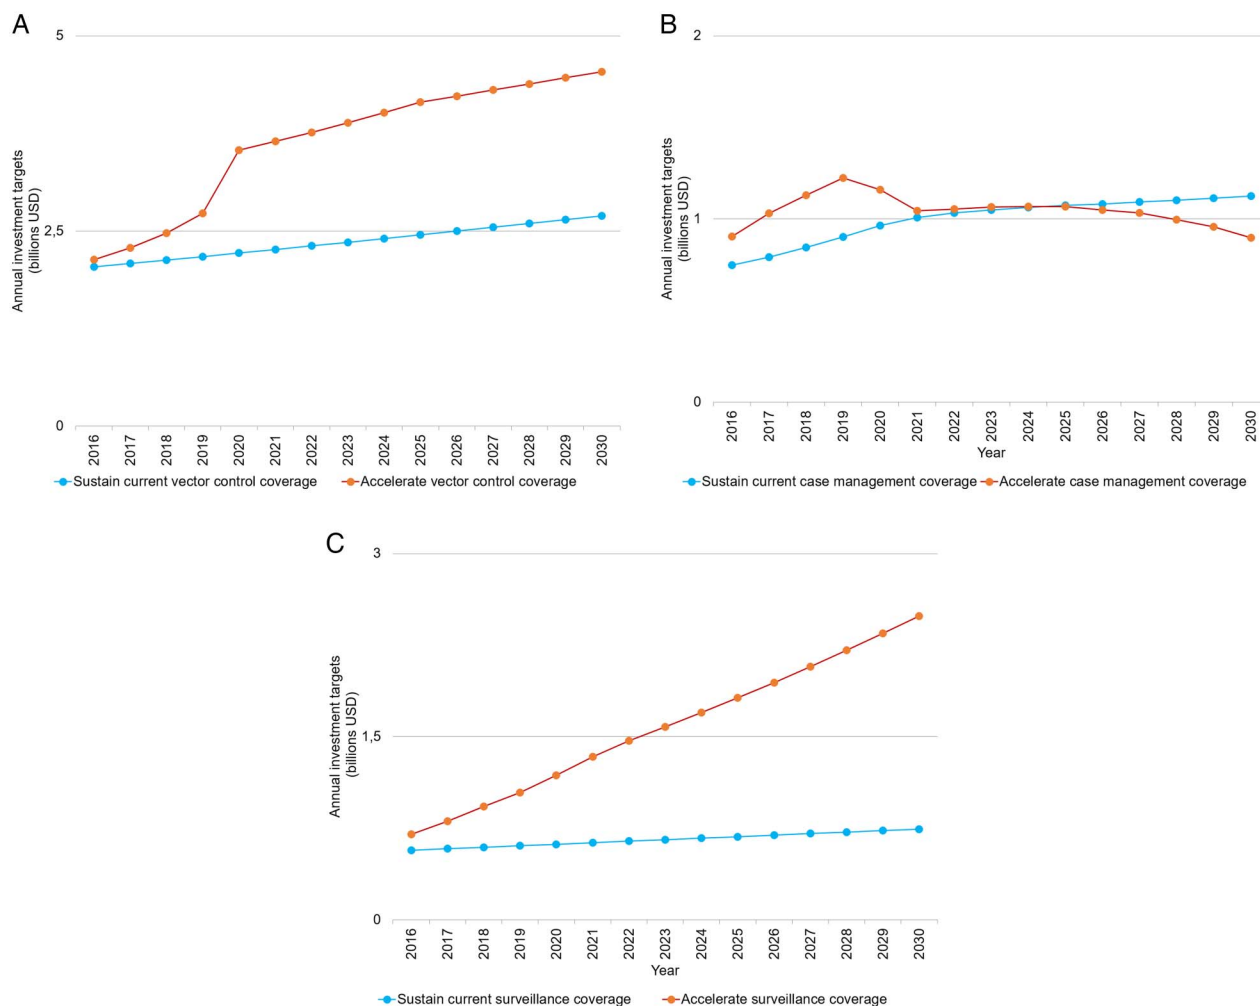 A
5
2,5
0
Annual investment targets
(billions USD)
2016 2017 2018 2019 2020 2021 2022 2023 2024 2025 2026 2027 2028 2029 2030
Sustain current vector control coverage Accelerate vector control coverage
B
2
1
0
Annual investment targets
(billions USD)
2016 2017 2018 2019 2020 2021 2022 2023 2024 2025 2026 2027 2028 2029 2030
Year
Sustain current case management coverage Accelerate case management coverage
C
3
1,5
0
Annual investment targets
(billions USD)
2016 2017 2018 2019 2020 2021 2022 2023 2024 2025 2026 2027 2028 2029 2030
Year
Sustain current surveillance coverage Accelerate surveillance coverage